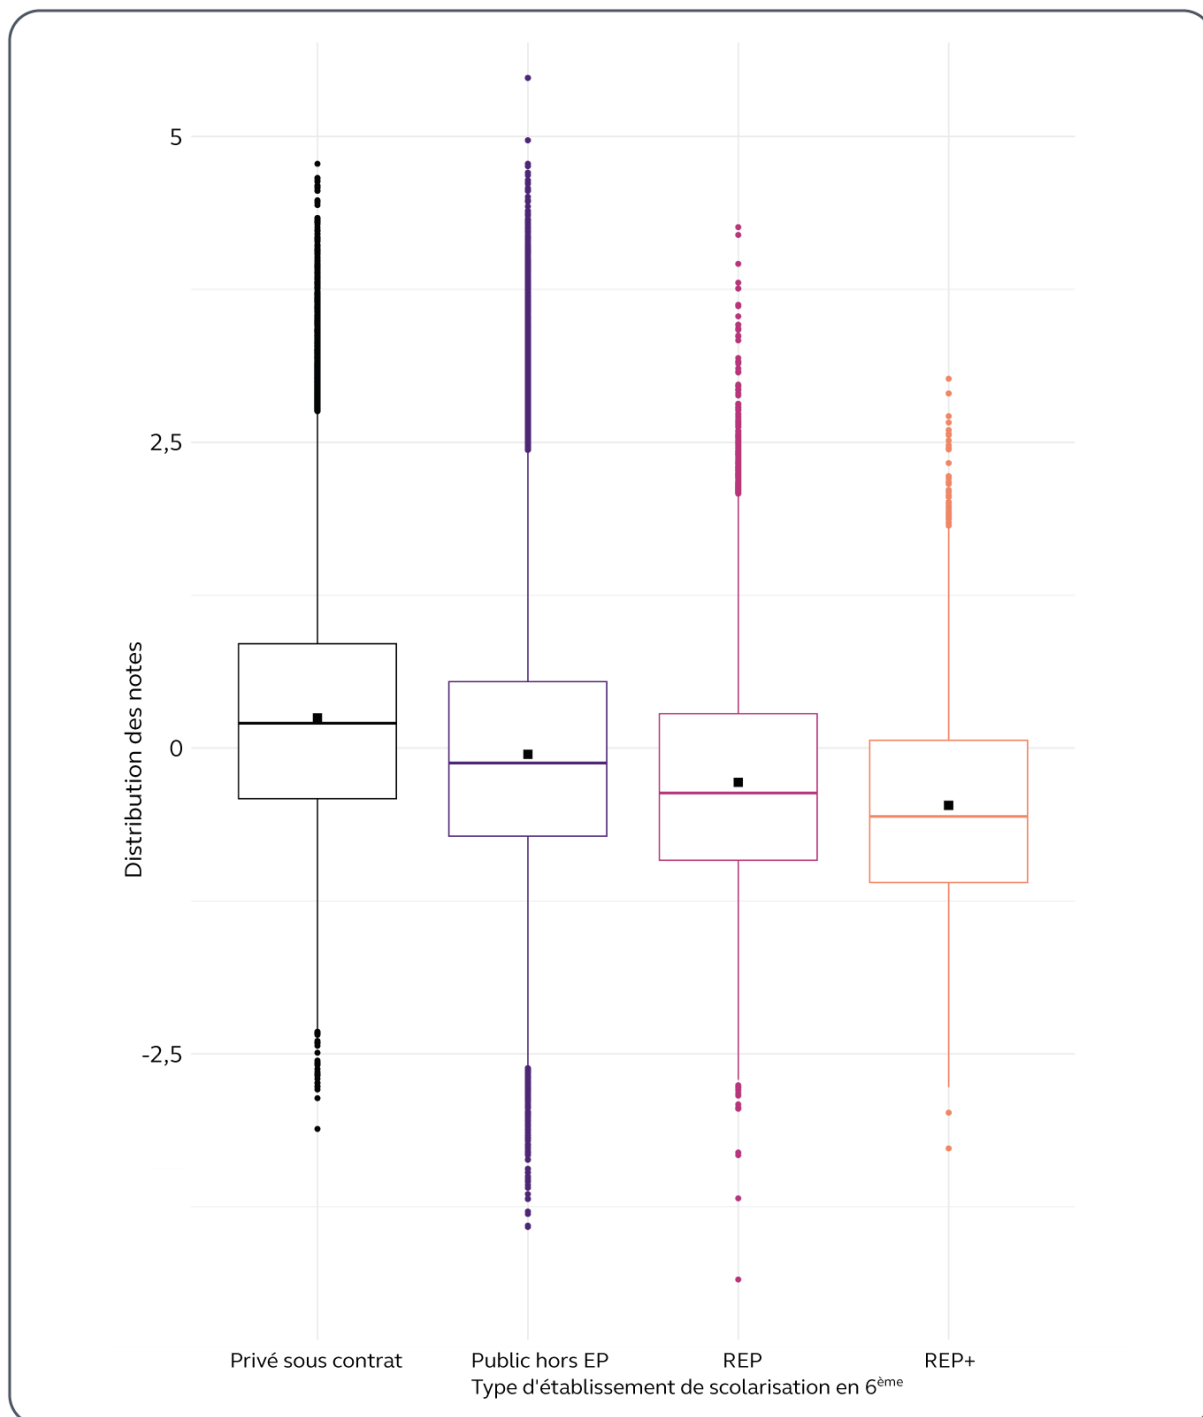 5
2,5
0
-2,5
Distribution des notes
Privé sous contrat
Public hors EP
REP
REP+
Type d'établissement de scolarisation en 6ème